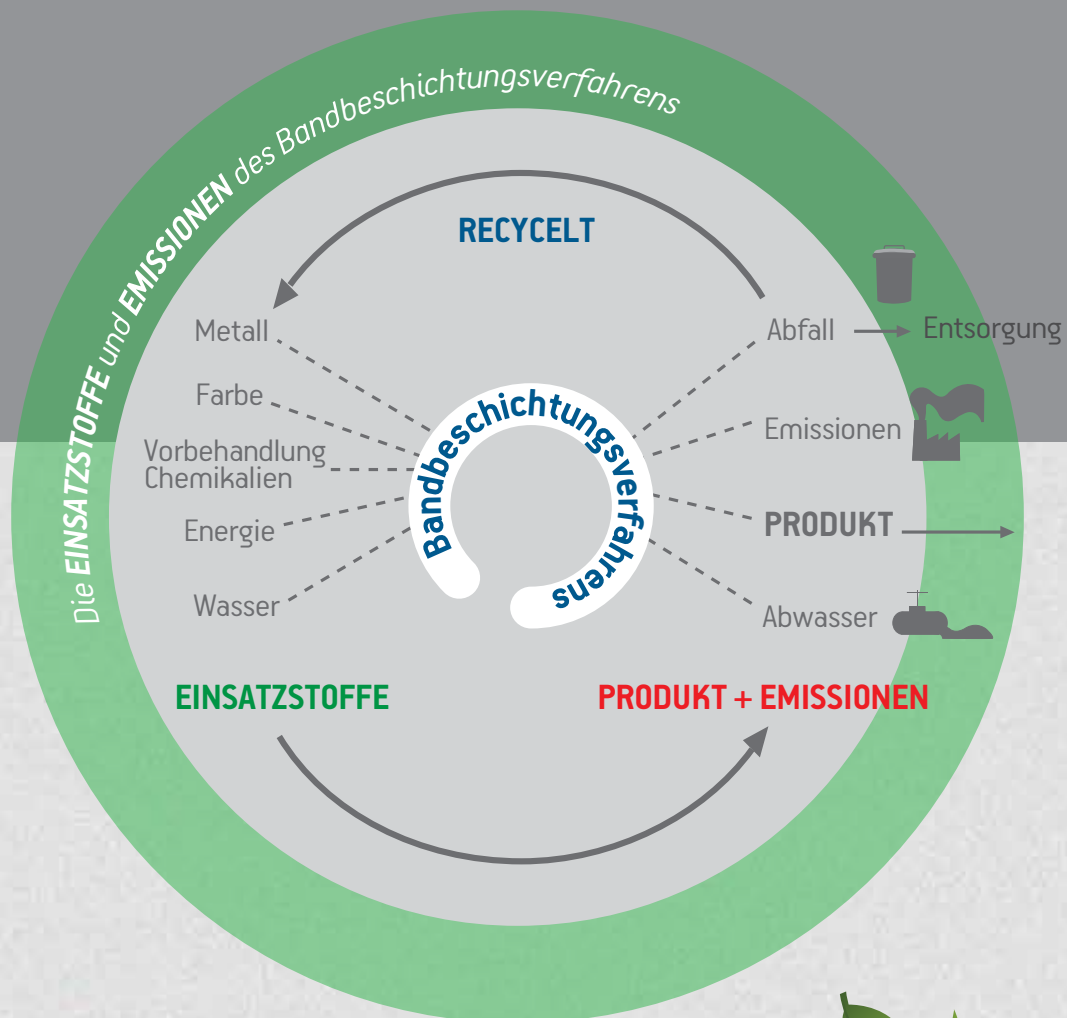 Die EINSATZSTOFFE und EMISSIONEN des Bandbeschichtungsverfahrens
RECYCELT
Metall
Farbe
Vorbehandlung
Chemikalien
Energie
Wasser
Bandbeschichtungsverfahrens
Abfall
Entsorgung
Emissionen
PRODUKT
Abwasser
EINSATZSTOFFE
PRODUKT + EMISSIONEN